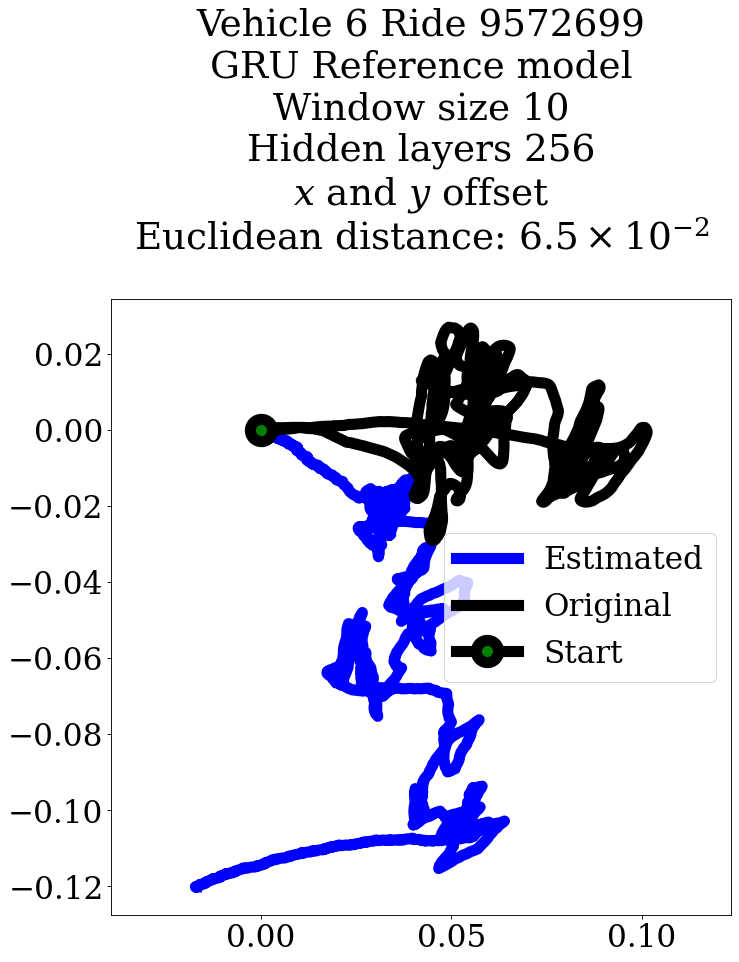 Vehicle 6 Ride 9572699
GRU Reference model
Window size 10
Hidden layers 256
x and y offset
Euclidean distance: 6.5 × 10⁻²
0.02
0.00
−0.02
−0.04
−0.06
−0.08
−0.10
−0.12
Estimated
Original
Start
0.00 0.05 0.10